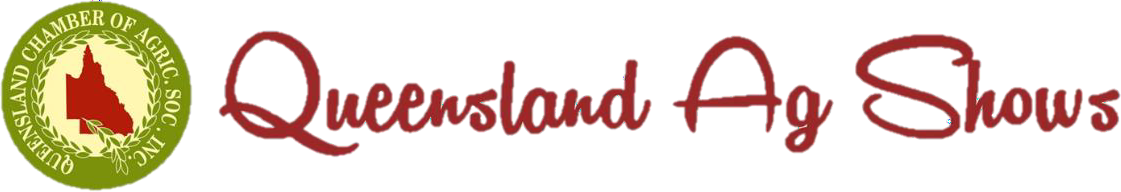 QUEENSLAND CHAMBER OF AGRIC. SOC. INC.
Queensland Ag Shows